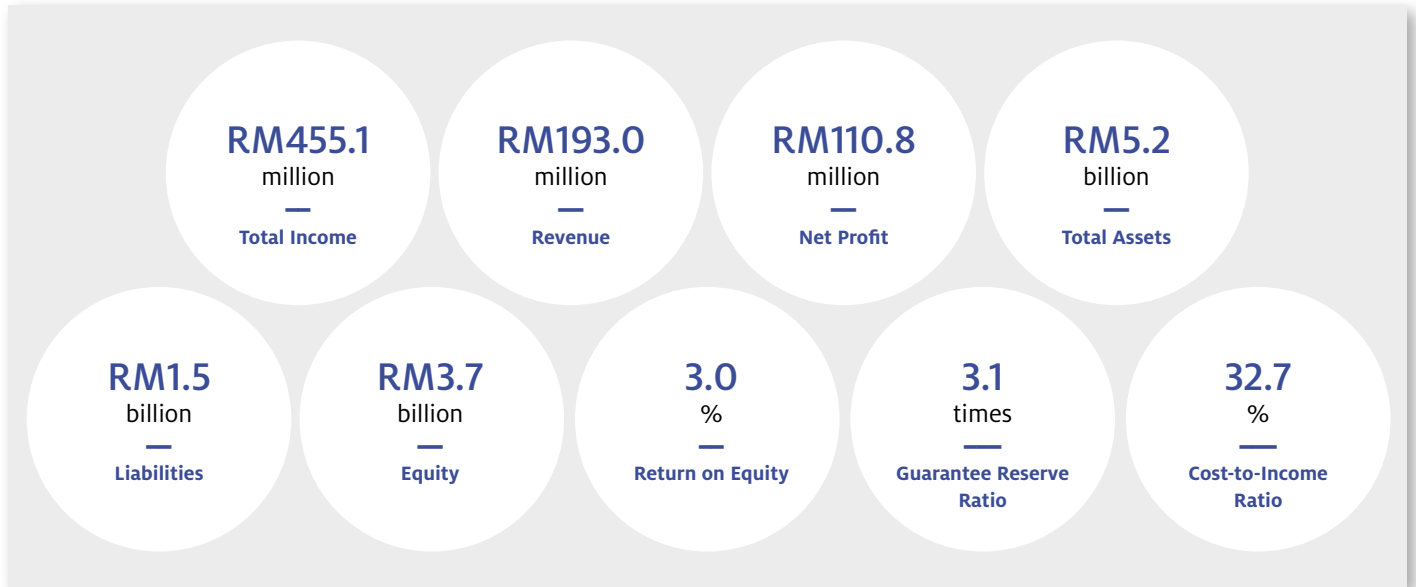 RM455.1
million
Total Income
RM193.0
million
Revenue
RM110.8
million
Net Profit
RM5.2
billion
Total Assets
RM1.5
billion
Liabilities
RM3.7
billion
Equity
3.0
%
Return on Equity
3.1
times
Guarantee Reserve
Ratio
32.7
%
Cost-to-Income
Ratio